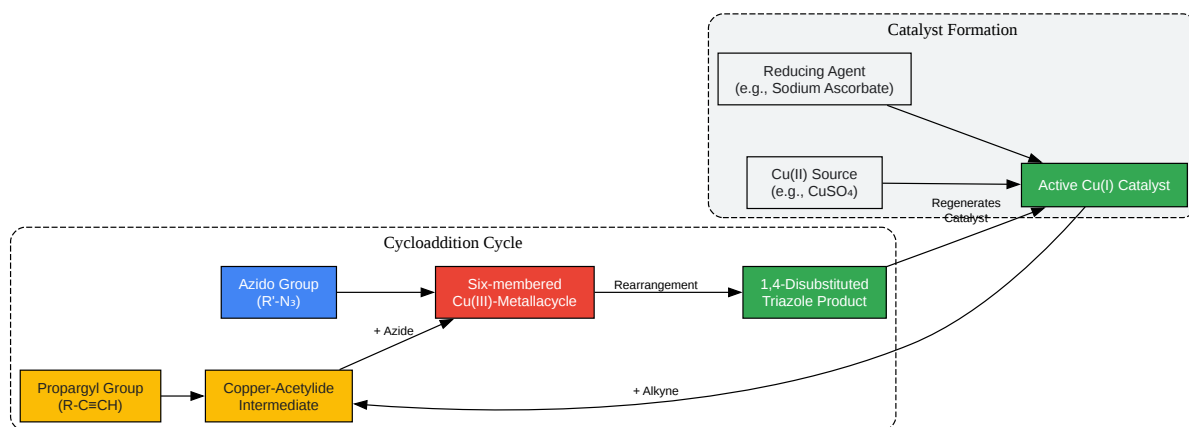 Catalyst Formation
Reducing Agent
(e.g., Sodium Ascorbate)
Cu(II) Source
(e.g., CuSO₄)
Active Cu(I) Catalyst
Regenerates
Catalyst
Cycloaddition Cycle
Azido Group
(R'-N₃)
Six-membered
Cu(III)-Metallacycle
Rearrangement
1,4-Disubstituted
Triazole Product
+ Azide
Propargyl Group
(R-C≡CH)
Copper-Acetylide
Intermediate
+ Alkyne